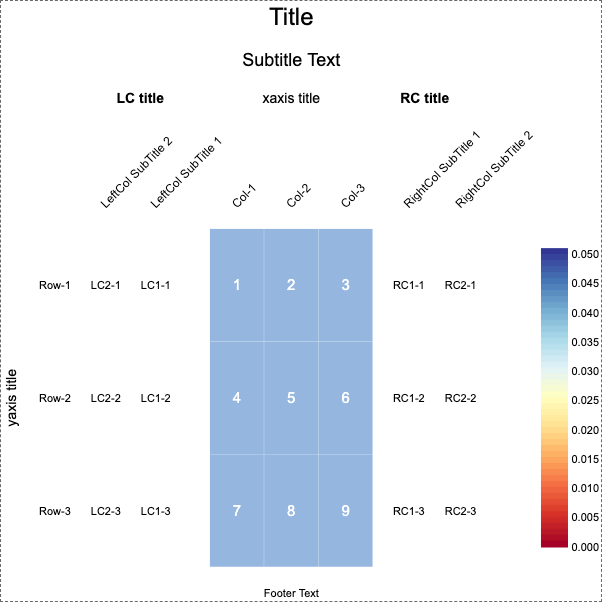 Title
Subtitle Text
LC title xaxis title RC title
LeftCol SubTitle 2 LeftCol SubTitle 1 Col-1 Col-2 Col-3 RightCol SubTitle 1 RightCol SubTitle 2
yaxis title
Row-1 LC2-1 LC1-1 1 2 3 RC1-1 RC2-1
Row-2 LC2-2 LC1-2 4 5 6 RC1-2 RC2-2
Row-3 LC2-3 LC1-3 7 8 9 RC1-3 RC2-3
0.050
0.045
0.040
0.035
0.030
0.025
0.020
0.015
0.010
0.005
0.000
Footer Text